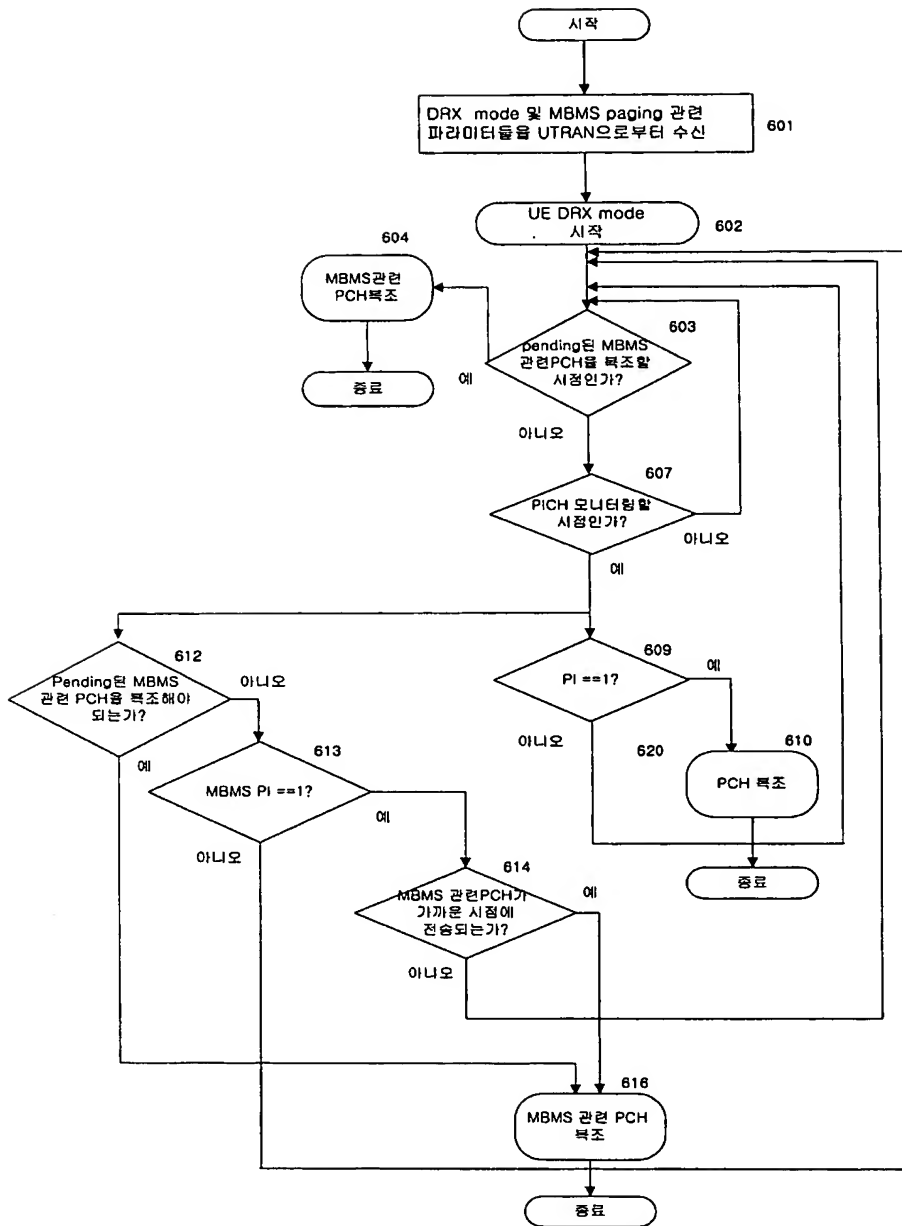 시작
DRX mode 및 MBMS paging 관련
파라미터들을 UTRAN으로부터 수신
601
UE DRX mode
시작
602
604
MBMS관련
PCH복조
종료
603
pending된 MBMS
관련PCH을 복조할
시점인가?
예
아니오
607
PICH 모니터링할
시점인가?
아니오
예
612
Pending된 MBMS
관련 PCH을 복조해야
되는가?
아니오
예
609
PI ==1?
예
아니오
620
610
PCH 복조
종료
613
MBMS PI ==1?
예
아니오
614
MBMS 관련PCH가
가까운 시점에
전송되는가?
예
아니오
616
MBMS 관련 PCH
복조
종료